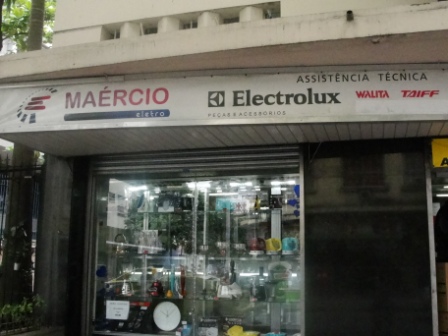 MAÉRCIO
eletro
Electrolux
PEÇAS E ACESSÓRIOS
ASSISTÊNCIA TÉCNICA
WALITA TAIFF
A